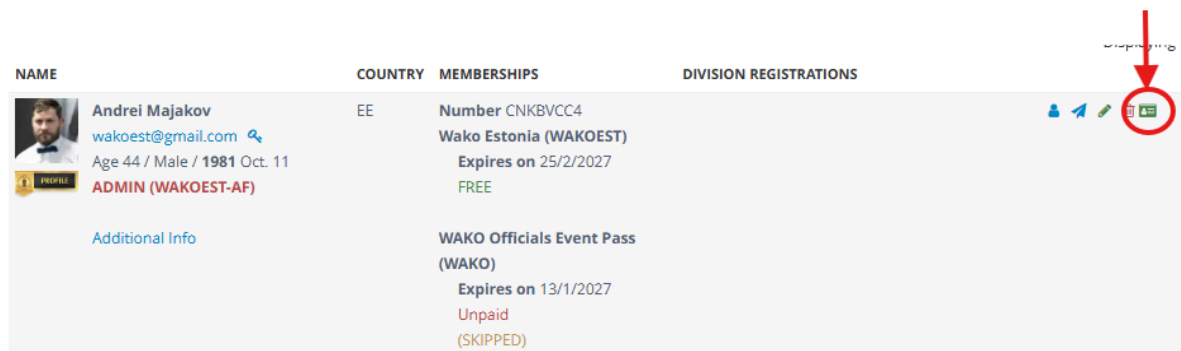 Displaying
NAME COUNTRY MEMBERSHIPS DIVISION REGISTRATIONS
Andrei Majakov EE Number CNKBVCC4
wakoest@gmail.com Wako Estonia (WAKOEST)
Age 44 / Male / 1981 Oct. 11 Expires on 25/2/2027
PROFILE ADMIN (WAKOEST-AF) FREE
Additional Info WAKO Officials Event Pass
(WAKO)
Expires on 13/1/2027
Unpaid
(SKIPPED)